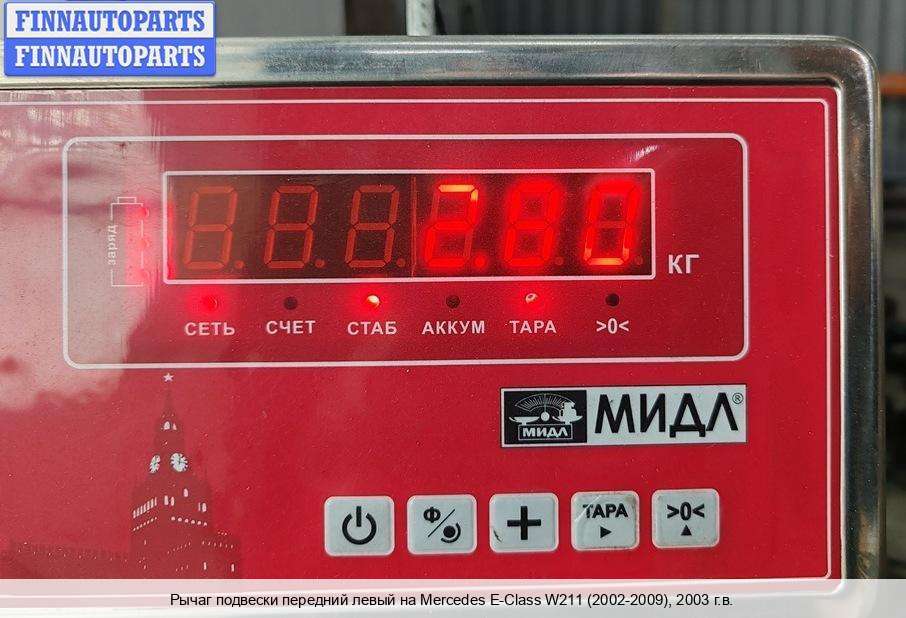 FINNAUTOPARTS
FINNAUTOPARTS
заряд
2.80
КГ
СЕТЬ СЧЕТ СТАБ АККУМ ТАРА >0<
МИДЛ МИДЛ®
Ф ТАРА >0<
Рычаг подвески передний левый на Mercedes E-Class W211 (2002-2009), 2003 г.в.